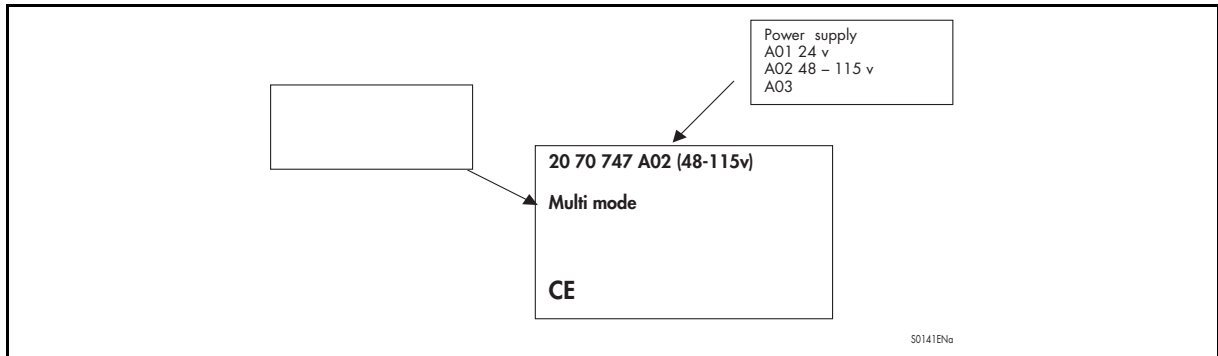 Power supply
A01 24 v
A02 48 – 115 v
A03
20 70 747 A02 (48-115v)
Multi mode
CE
S0141ENa